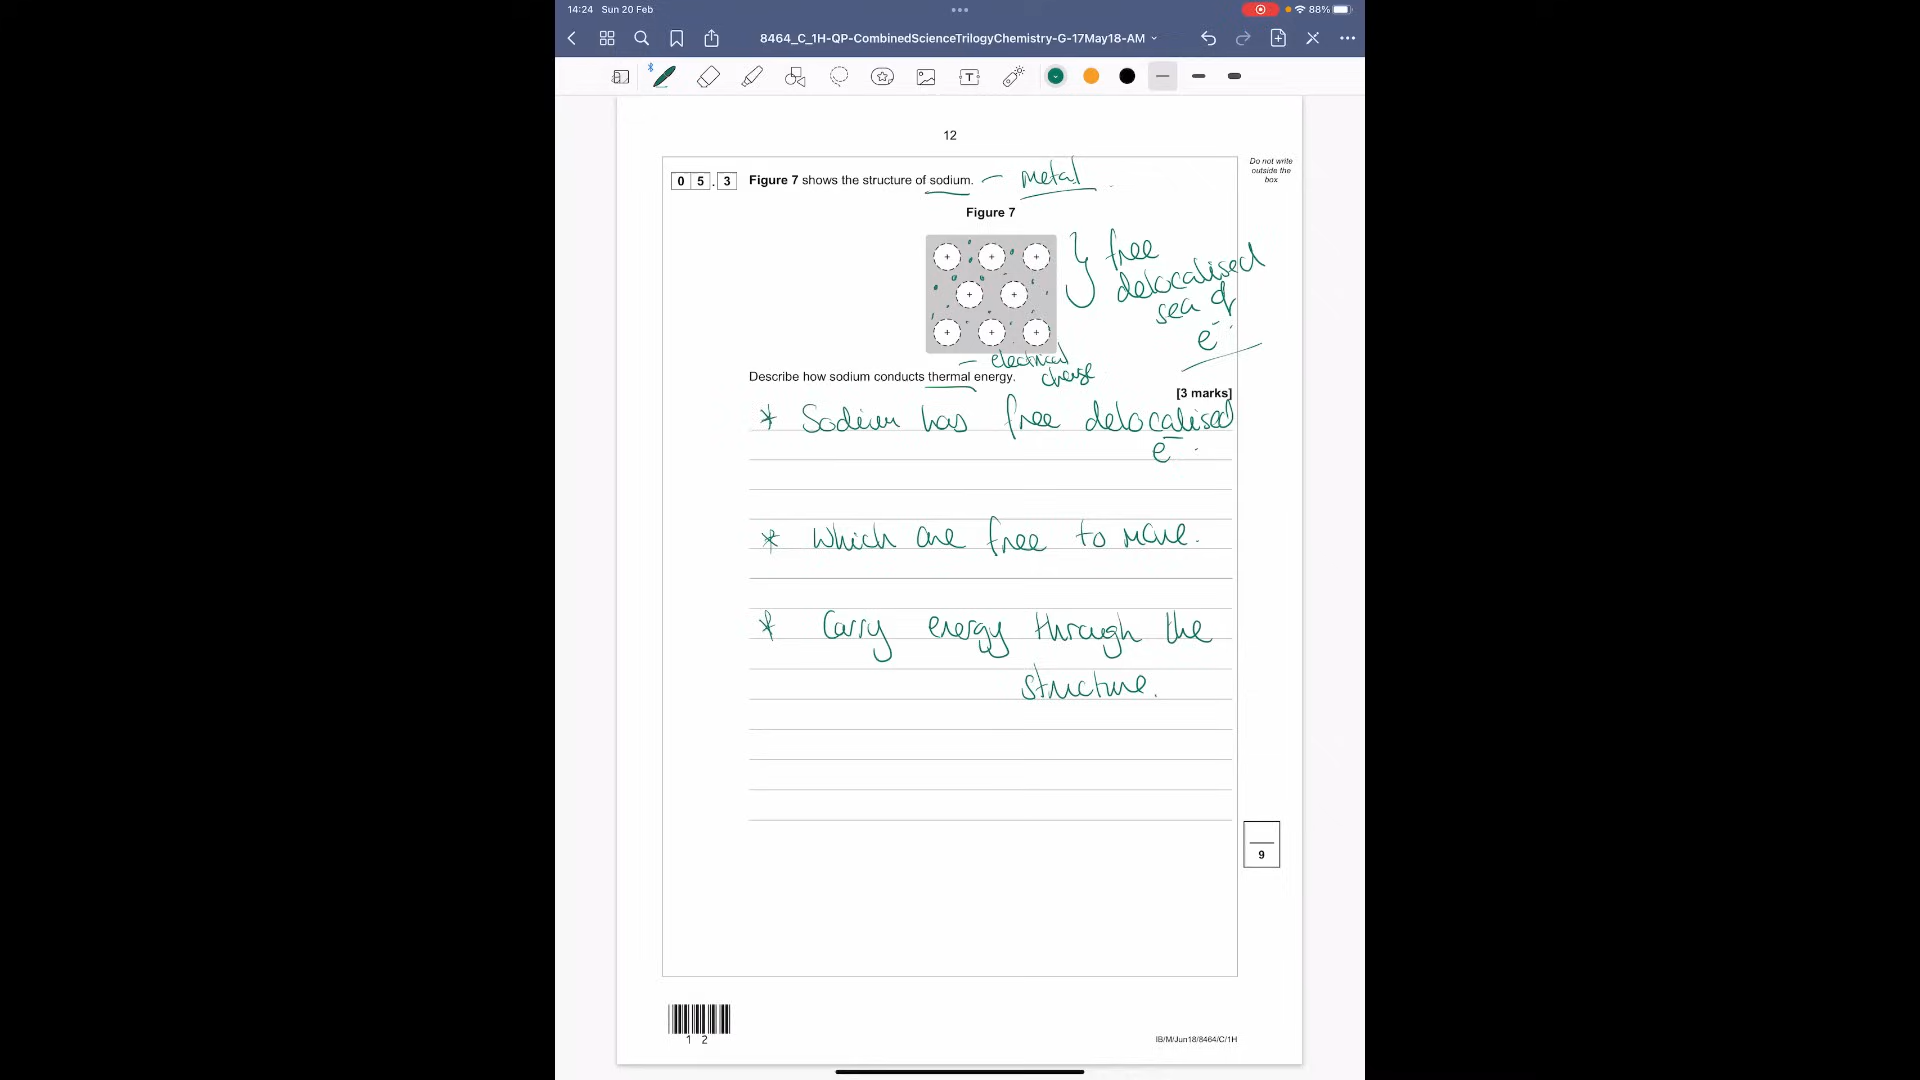 14:24 Sun 20 Feb
88%
8464_C_1H-QP-CombinedScienceTrilogyChemistry-G-17May18-AM
T
12
Do not write
outside the
box
0 5 . 3 Figure 7 shows the structure of sodium. - metal
Figure 7
+ + +
+ +
+ + +
free
delocalised
sea of
e-
electrical
charge
Describe how sodium conducts thermal energy.
[3 marks]
* Sodium has free delocalised
e-
* Which are free to move.
* Carry energy through the
structure.
9
1 2
IB/M/Jun18/8464/C/1H